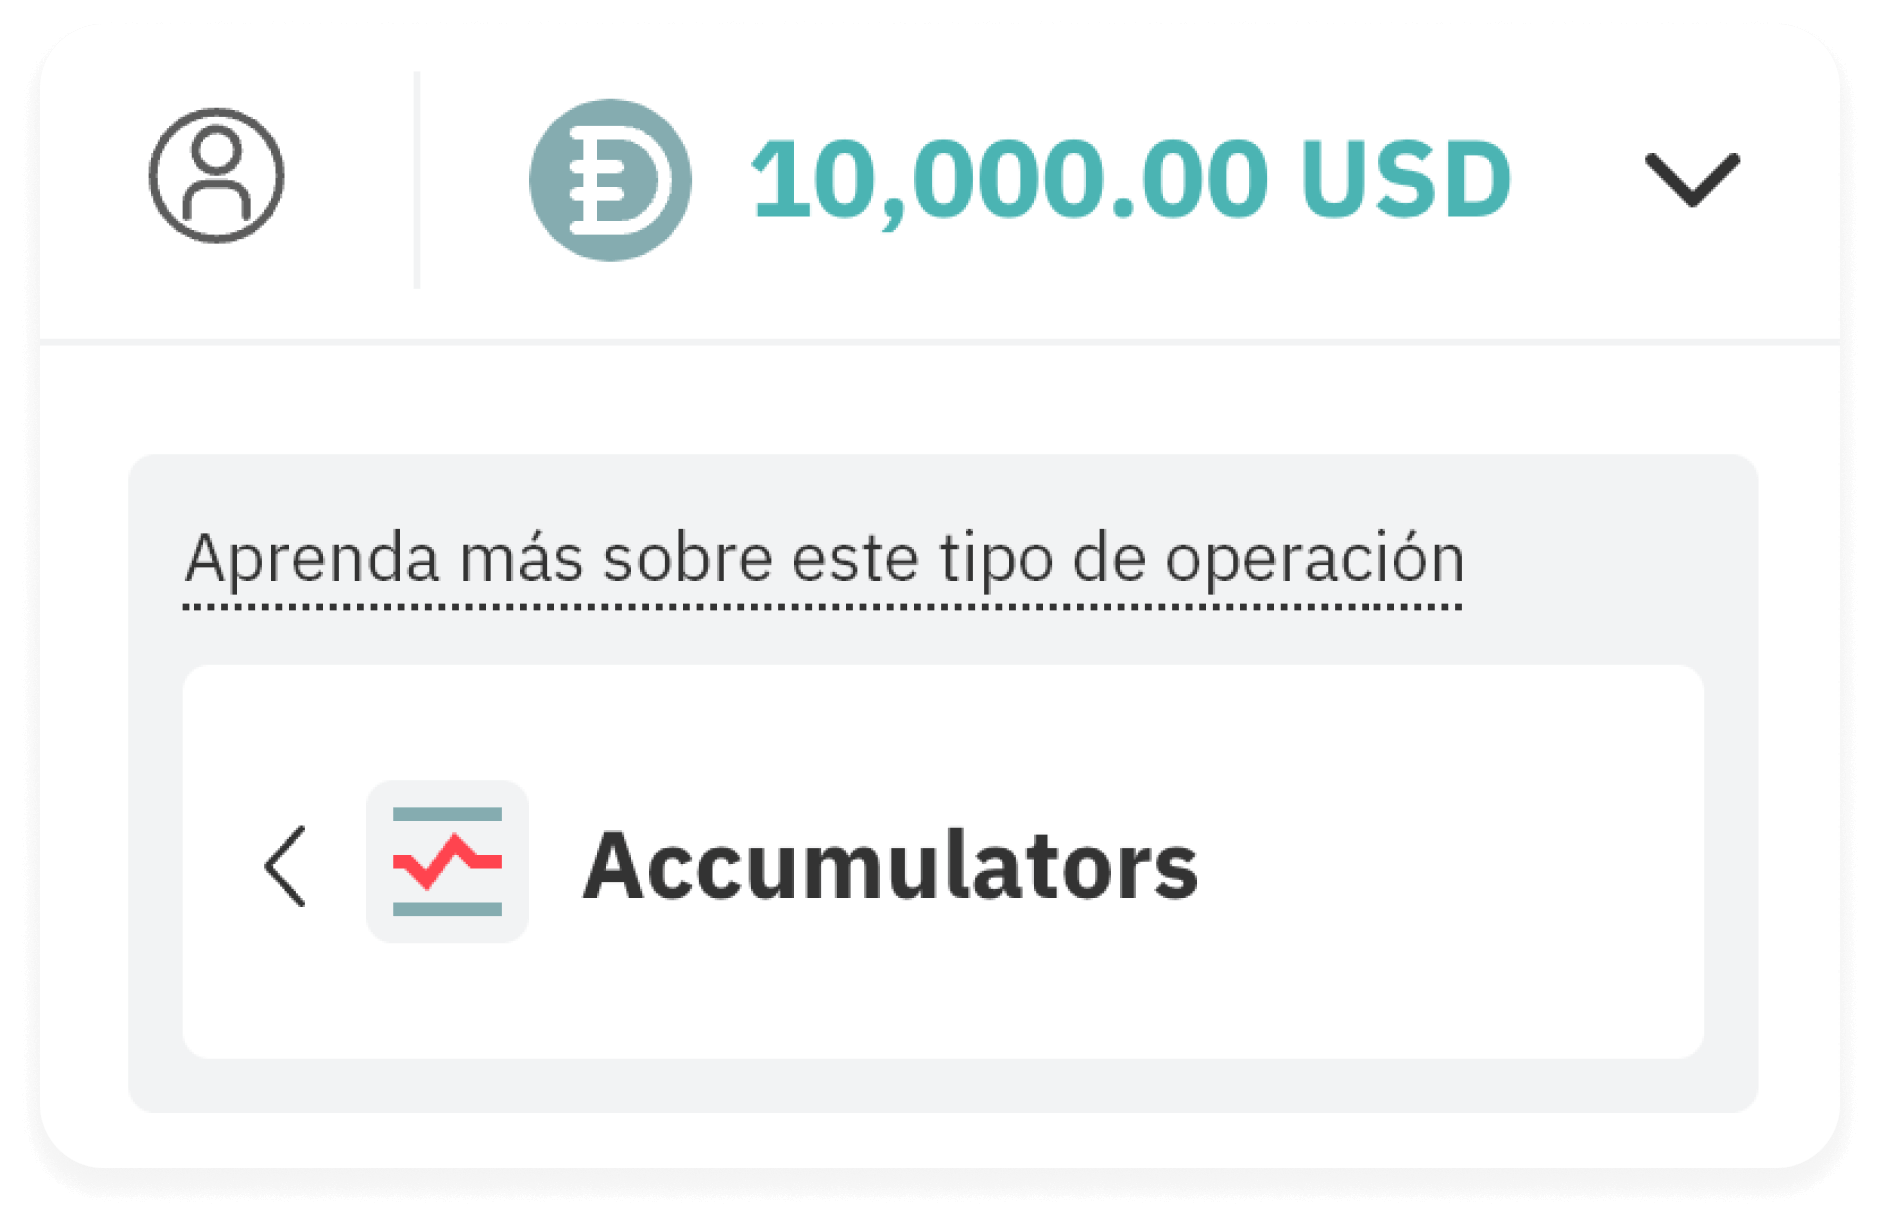 10,000.00 USD
Aprenda más sobre este tipo de operación
Accumulators